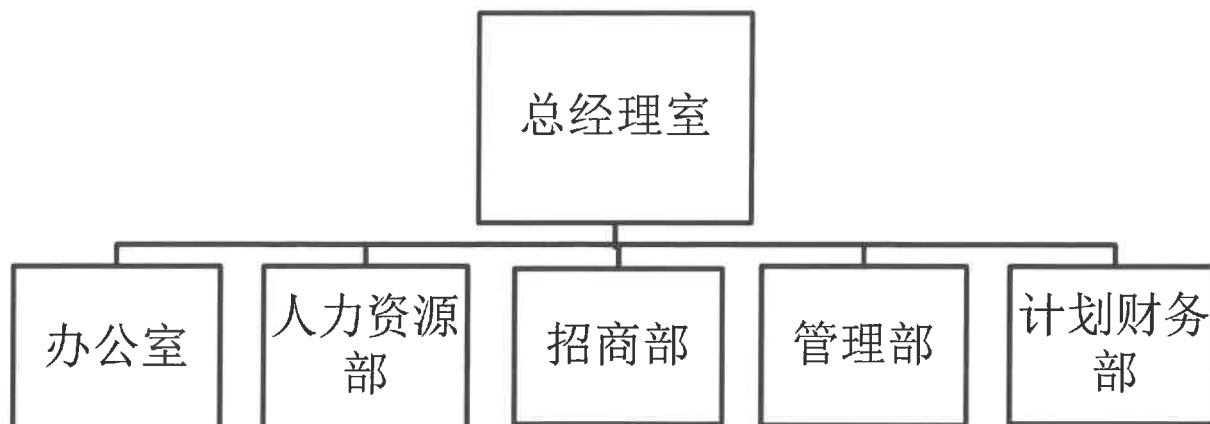 总经理室
办公室
人力资源
部
招商部
管理部
计划财务
部